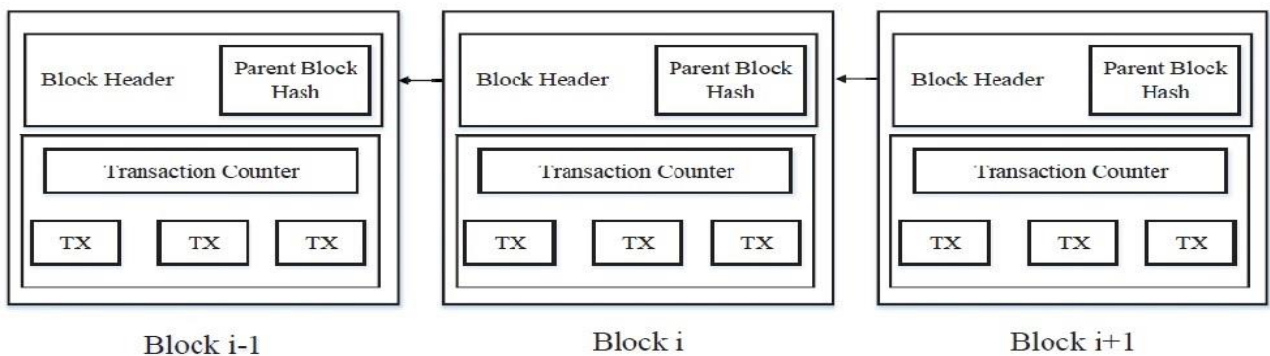 Block Header
Parent Block
Hash
Transaction Counter
TX TX TX
Block i-1
Block Header
Parent Block
Hash
Transaction Counter
TX TX TX
Block i
Block Header
Parent Block
Hash
Transaction Counter
TX TX TX
Block i+1